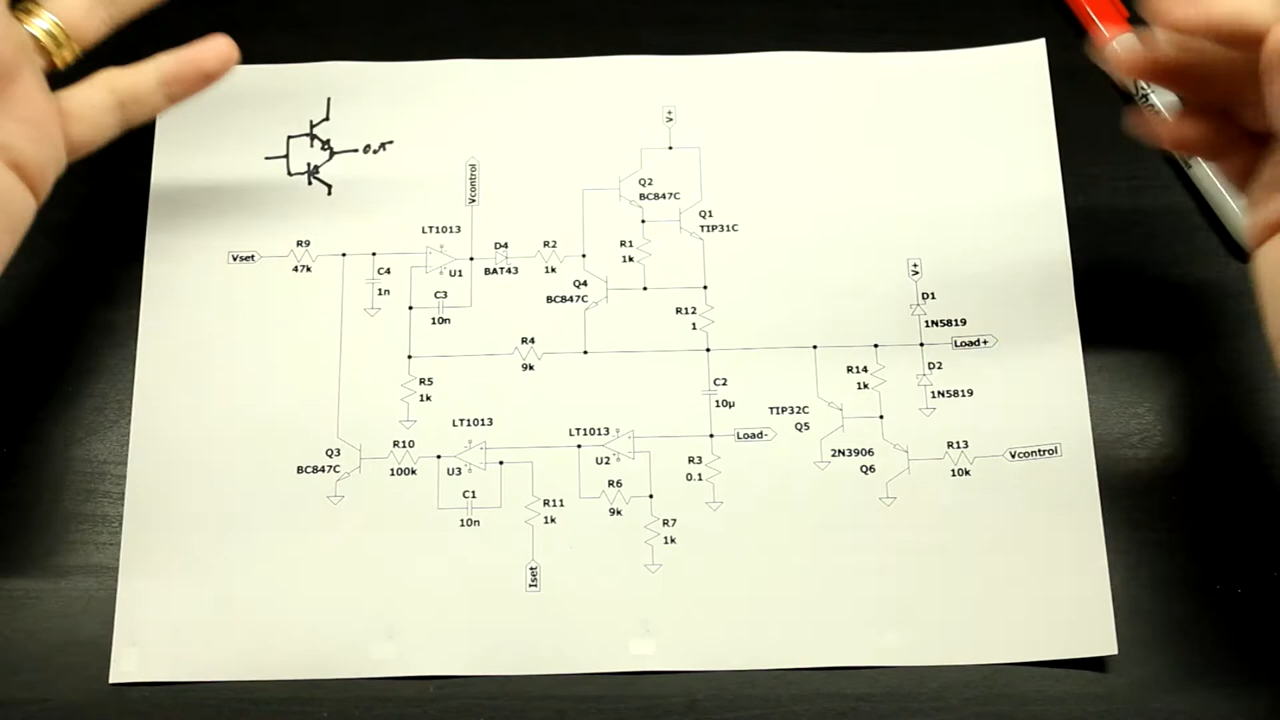 out
V+
Vcontrol
Q2
BC847C
Q1
TIP31C
LT1013
U1
Vset
R9
47k
C4
1n
D4
BAT43
R2
1k
R1
1k
Q4
BC847C
C3
10n
R12
1
V+
D1
1N5819
Load+
R4
9k
R5
1k
C2
10µ
R14
1k
D2
1N5819
TIP32C
Q5
LT1013
U3
LT1013
U2
Load-
Q3
BC847C
R10
100k
R3
0.1
2N3906
Q6
R13
10k
Vcontrol
C1
10n
R11
1k
R6
9k
R7
1k
Iset